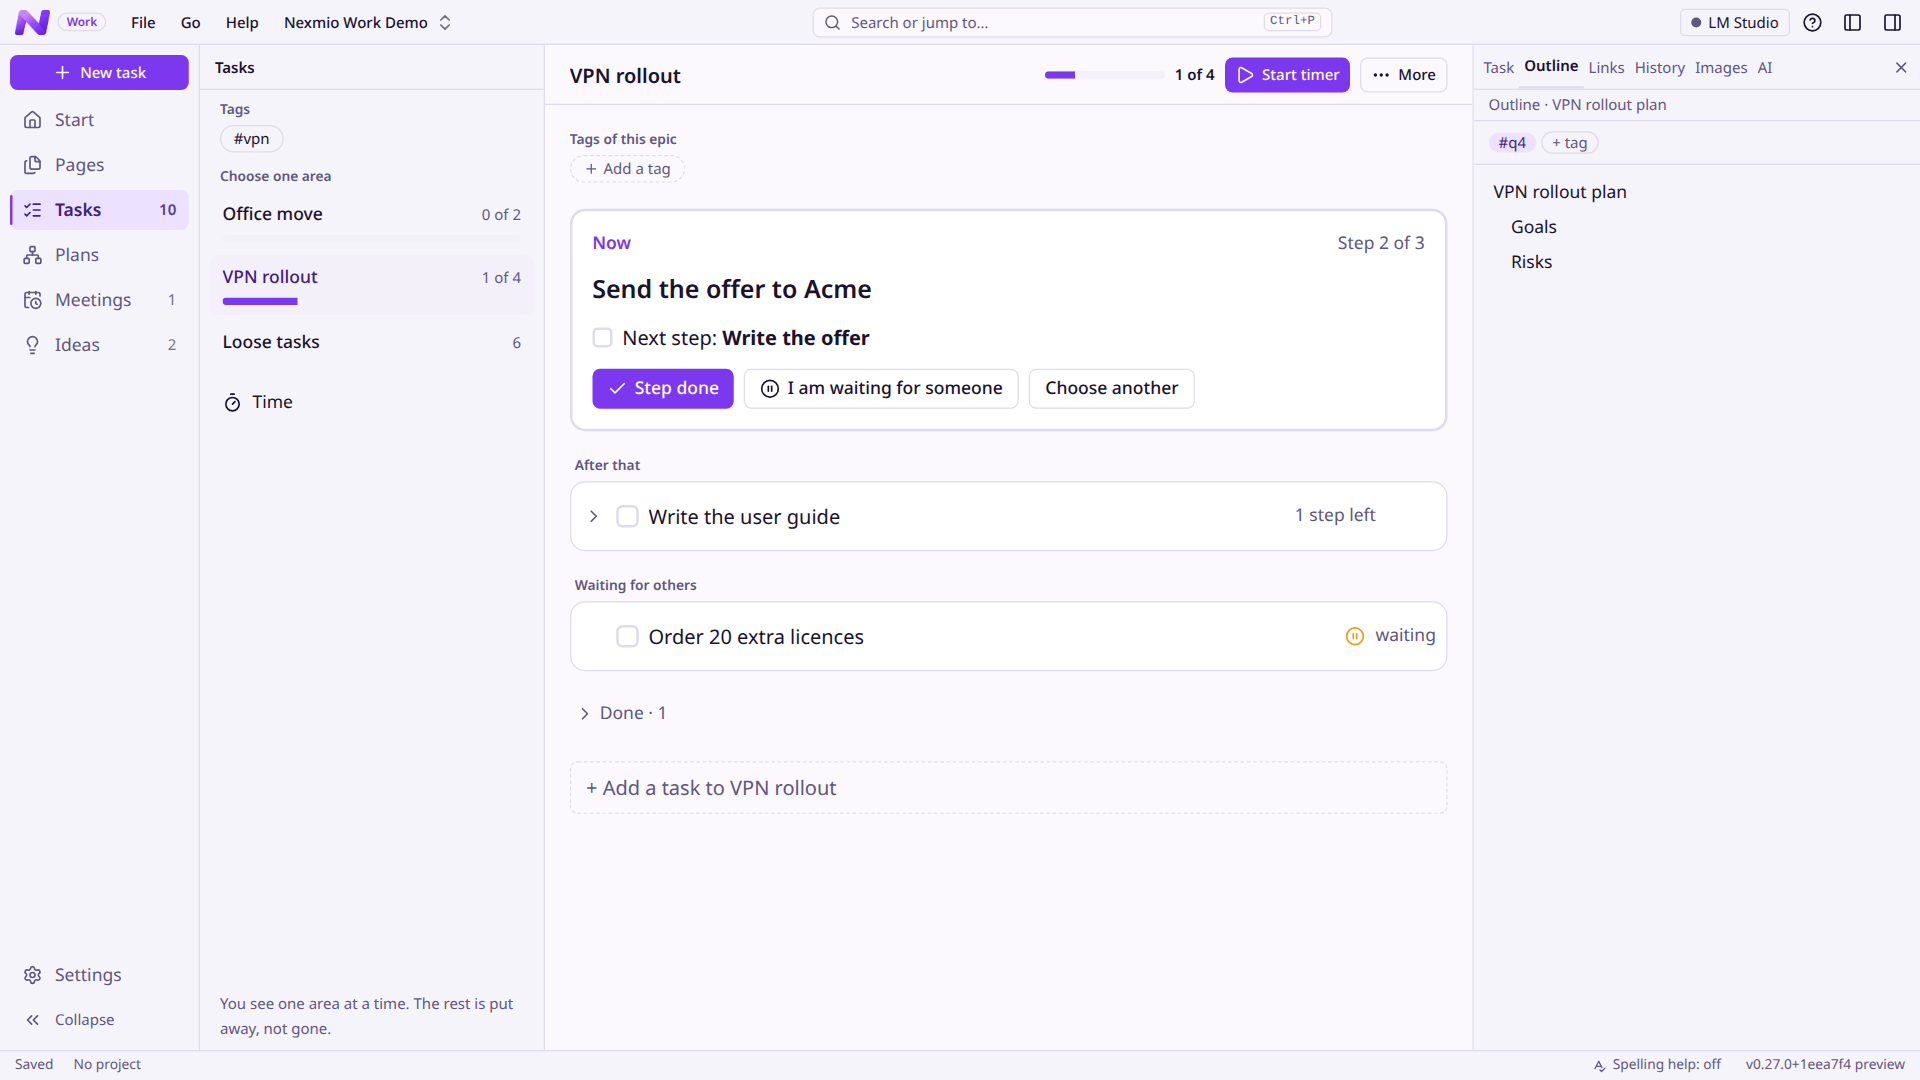 Work
File
Go
Help
Nexmio Work Demo
Search or jump to...
Ctrl+P
LM Studio
New task
Start
Pages
Tasks 10
Plans
Meetings 1
Ideas 2
Settings
Collapse
Tasks
Tags
#vpn
Choose one area
Office move 0 of 2
VPN rollout 1 of 4
Loose tasks 6
Time
You see one area at a time. The rest is put
away, not gone.
VPN rollout
1 of 4
Start timer
More
Tags of this epic
+ Add a tag
Now
Step 2 of 3
Send the offer to Acme
Next step: Write the offer
Step done
I am waiting for someone
Choose another
After that
Write the user guide
1 step left
Waiting for others
Order 20 extra licences
waiting
Done · 1
+ Add a task to VPN rollout
Task Outline Links History Images AI
Outline · VPN rollout plan
#q4
+ tag
VPN rollout plan
Goals
Risks
Saved
No project
Spelling help: off
v0.27.0+1eea7f4 preview